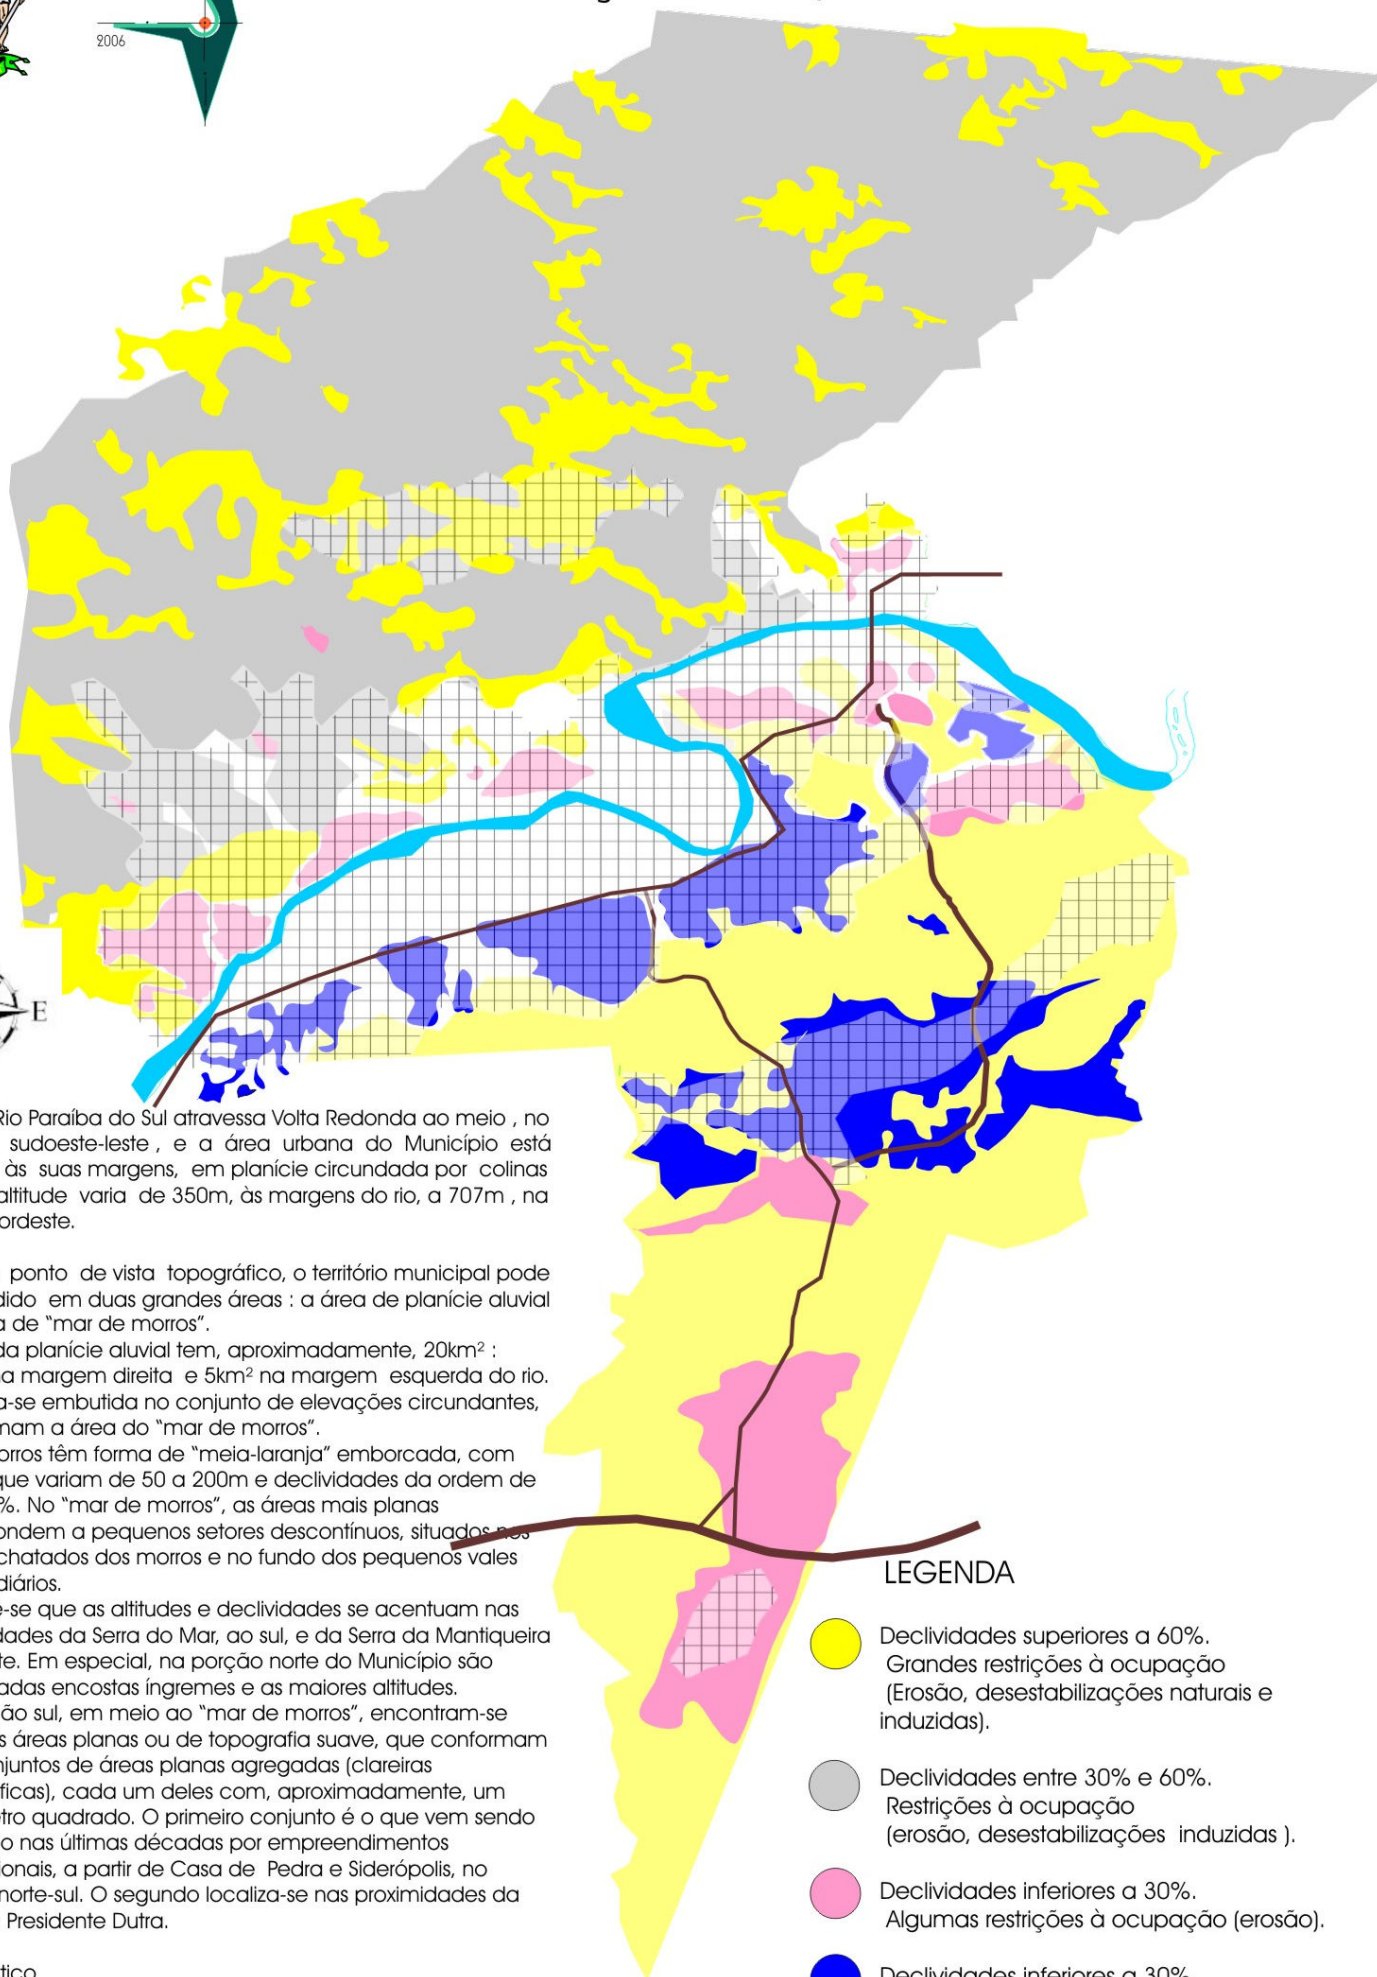 2006
E
Rio Paraíba do Sul atravessa Volta Redonda ao meio , no
sudoeste-leste , e a área urbana do Município está
às suas margens, em planície circundada por colinas
altitude varia de 350m, às margens do rio, a 707m , na
ordeste.
ponto de vista topográfico, o território municipal pode
dido em duas grandes áreas : a área de planície aluvial
a de “mar de morros”.
da planície aluvial tem, aproximadamente, 20km² :
na margem direita e 5km² na margem esquerda do rio.
a-se embutida no conjunto de elevações circundantes,
mam a área do “mar de morros”.
orros têm forma de “meia-laranja” emborcada, com
que variam de 50 a 200m e declividades da ordem de
%. No “mar de morros”, as áreas mais planas
ondem a pequenos setores descontínuos, situados nos
chatados dos morros e no fundo dos pequenos vales
diários.
e-se que as altitudes e declividades se acentuam nas
dades da Serra do Mar, ao sul, e da Serra da Mantiqueira
te. Em especial, na porção norte do Município são
adas encostas íngremes e as maiores altitudes.
ão sul, em meio ao “mar de morros”, encontram-se
s áreas planas ou de topografia suave, que conformam
njuntos de áreas planas agregadas (clareiras
ficas), cada um deles com, aproximadamente, um
tro quadrado. O primeiro conjunto é o que vem sendo
o nas últimas décadas por empreendimentos
ionais, a partir de Casa de Pedra e Siderópolis, no
norte-sul. O segundo localiza-se nas proximidades da
Presidente Dutra.
tico
LEGENDA
Declividades superiores a 60%.
Grandes restrições à ocupação
(Erosão, desestabilizações naturais e
induzidas).
Declividades entre 30% e 60%.
Restrições à ocupação
(erosão, desestabilizações induzidas ).
Declividades inferiores a 30%.
Algumas restrições à ocupação (erosão).
Declividades inferiores a 30%